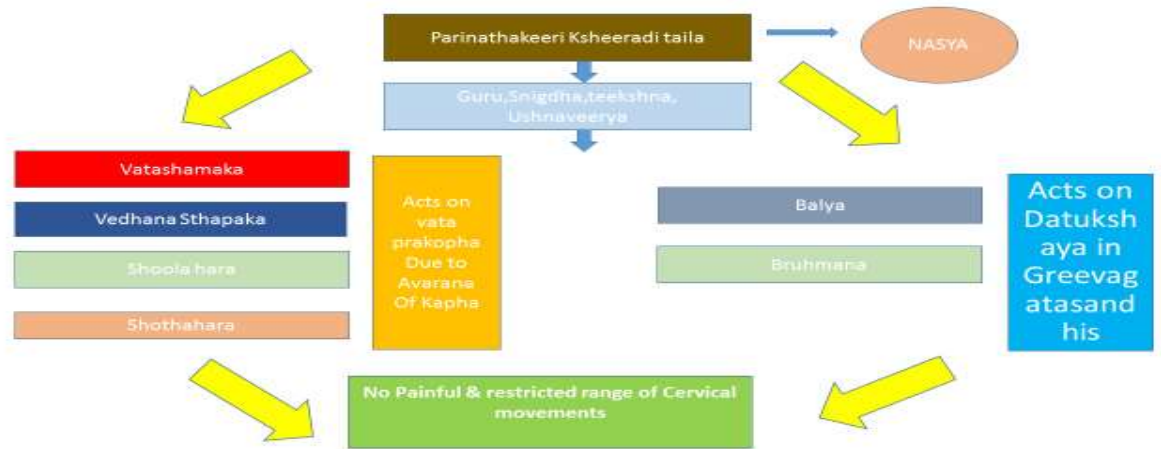 Parinathakeeri Ksheeradi taila
NASYA
Guru,Snigdha,teekshna,
Ushnaveerya
Vatashamaka
Vedhana Sthapaka
Shoola hara
Shothahara
Acts on
vata
prakopha
Due to
Avarana
Of Kapha
Balya
Bruhmana
Acts on
Datuksh
aya in
Greevag
atasand
his
No Painful & restricted range of Cervical
movements